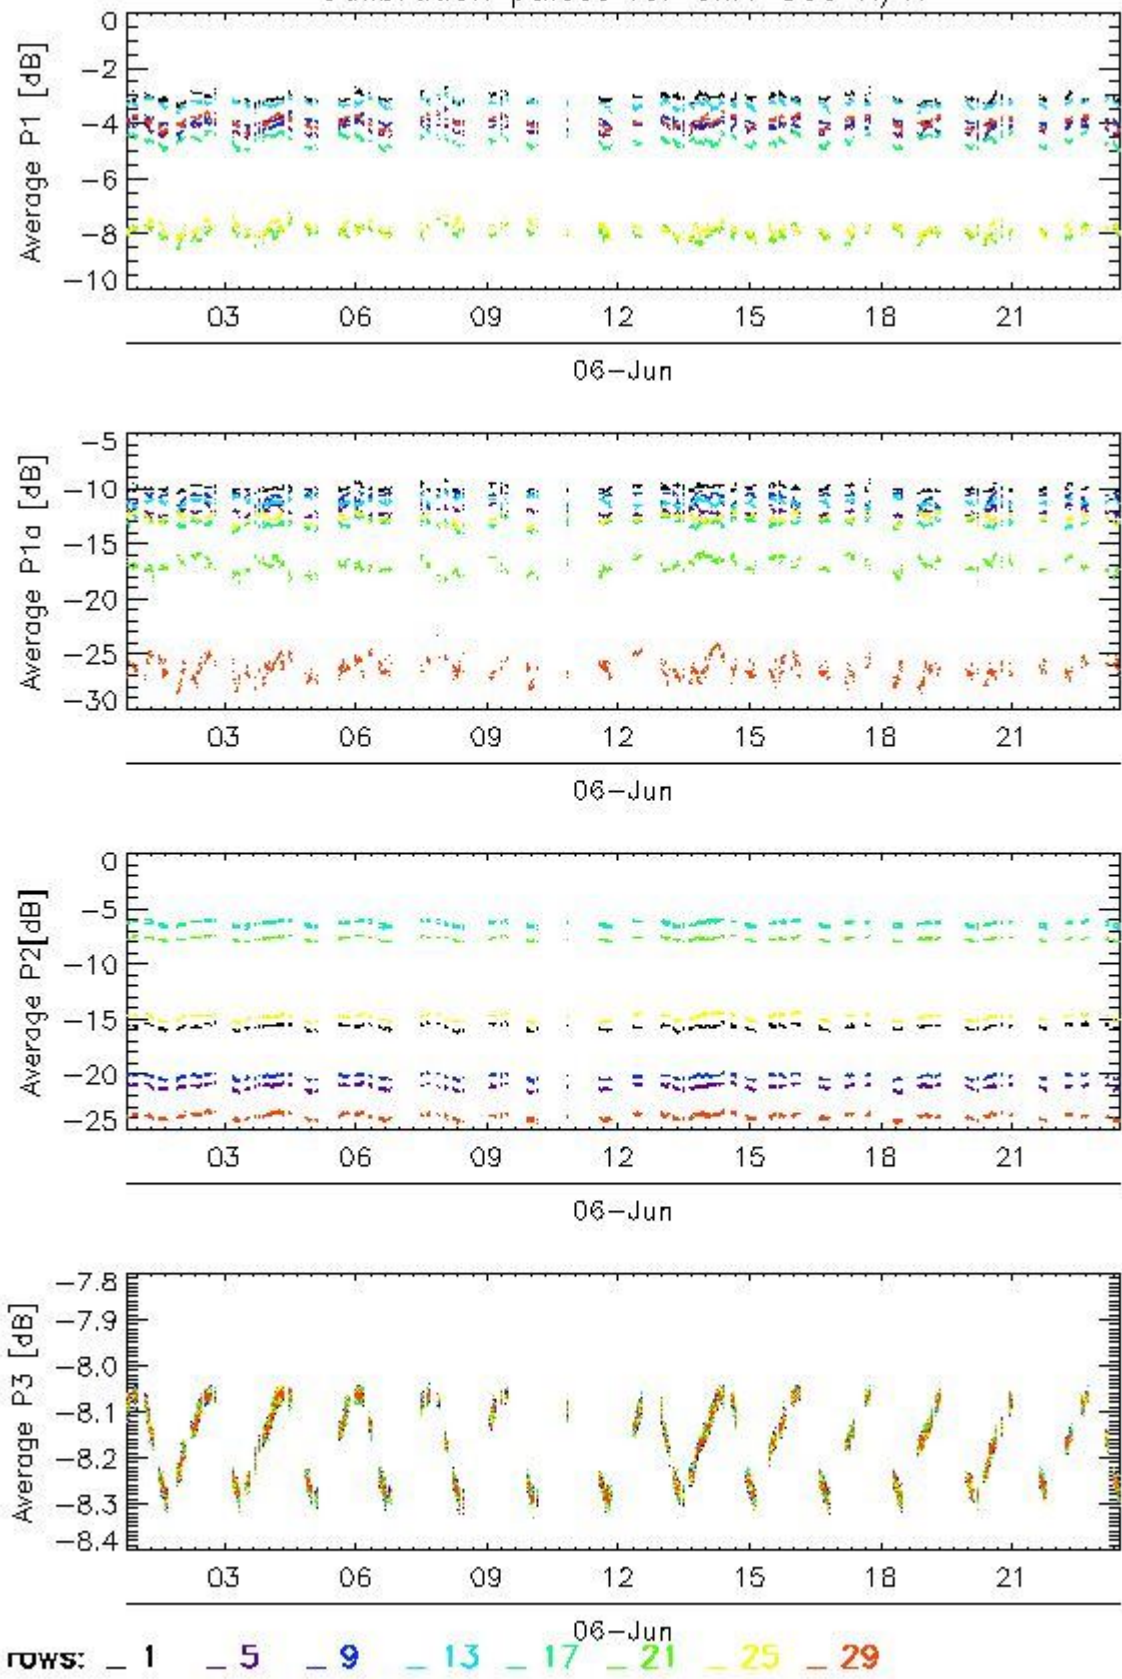 0
−2
−4
−6
−8
−10
Average P1 [dB]
03 06 09 12 15 18 21
06−Jun
−5
−10
−15
−20
−25
−30
Average P1a [dB]
03 06 09 12 15 18 21
06−Jun
0
−5
−10
−15
−20
−25
Average P2[dB]
03 06 09 12 15 18 21
06−Jun
−7.8
−7.9
−8.0
−8.1
−8.2
−8.3
−8.4
Average P3 [dB]
03 06 09 12 15 18 21
06−Jun
rows: _ 1 _ 5 _ 9 _ 13 _ 17 _ 21 _ 25 _ 29